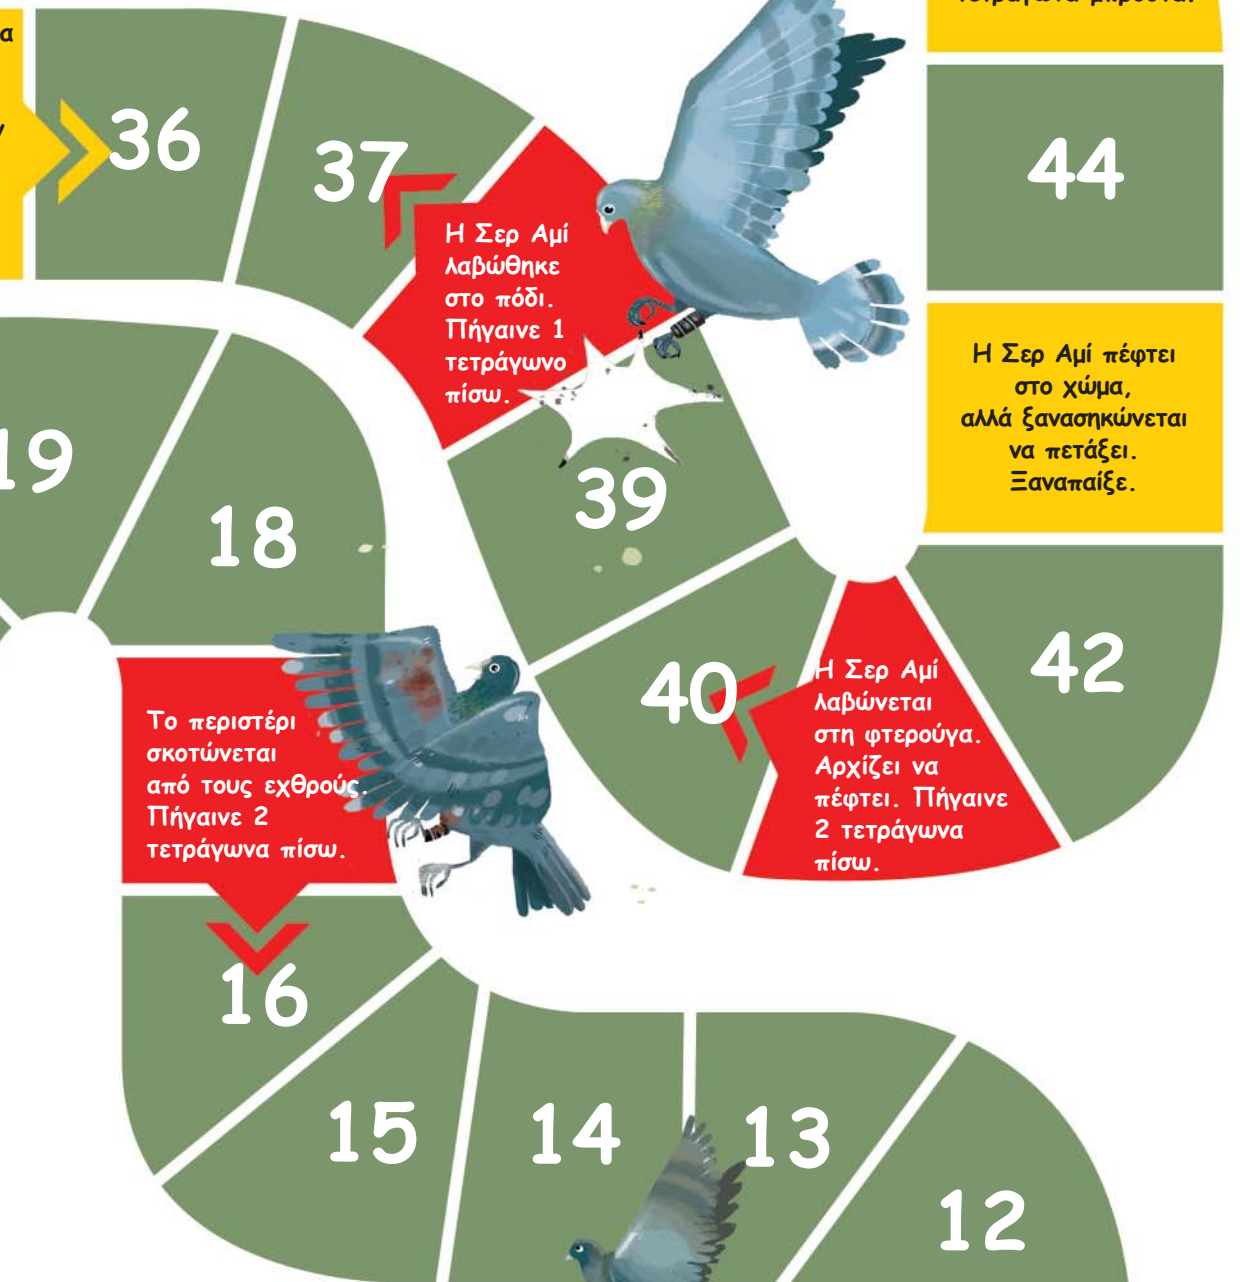 α
36
37
44
Η Σερ Αμί
λαβώθηκε
στο πόδι.
Πήγαινε 1
τετράγωνο
πίσω.
Η Σερ Αμί πέφτει
στο χώμα,
αλλά ξανασηκώνεται
να πετάξει.
Ξαναπαίξε.
19
18
39
40
Η Σερ Αμί
λαβώνεται
στη φτερούγα.
Αρχίζει να
πέφτει. Πήγαινε
2 τετράγωνα
πίσω.
42
Το περιστέρι
σκοτώνεται
από τους εχθρούς.
Πήγαινε 2
τετράγωνα πίσω.
16
15
14
13
12